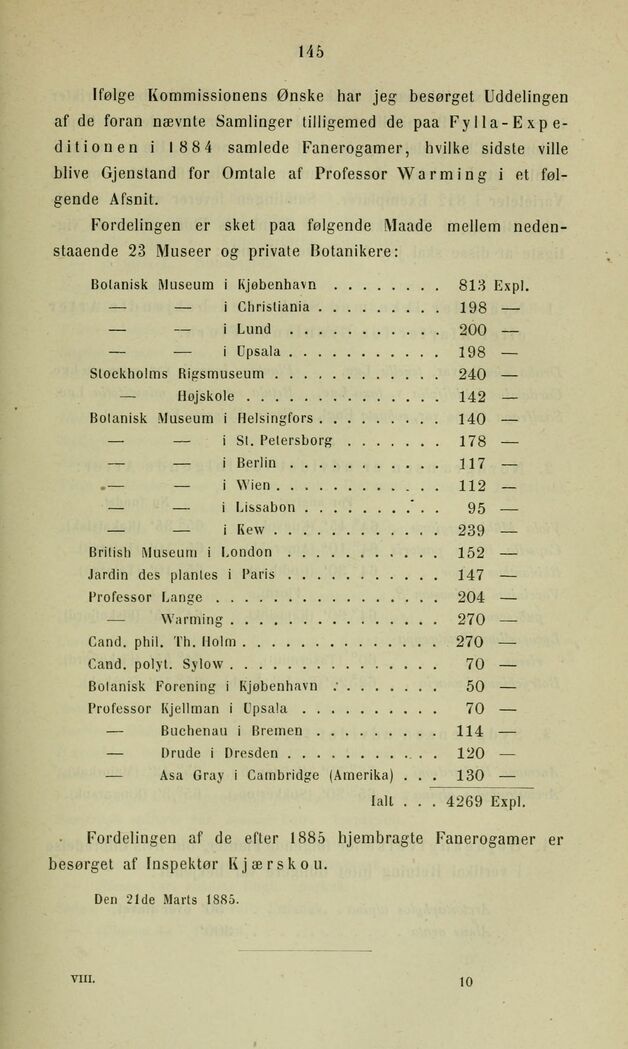 145
Ifølge Kommissionens Ønske har jeg besørget Uddelingen
af de foran nævnte Samlinger tilligemed de paa Fylla-Expe-
ditionen i 1884 samlede Fanerogamer, hvilke sidste ville
blive Gjenstand for Omtale af Professor Warming i et føl-
gende Afsnit.
Fordelingen er sket paa følgende Maade mellem neden-
staaende 23 Museer og private Botanikere:
Botanisk Museum i Kjøbenhavn . . . . . . . . 813 Expl.
— — i Christiania . . . . . . . . . 198 —
— — i Lund . . . . . . . . . . . 200 —
— — i Upsala . . . . . . . . . . . 198 —
Stockholms Rigsmuseum . . . . . . . . . . . . 240 —
— Højskole . . . . . . . . . . . . . . 142 —
Botanisk Museum i Helsingfors . . . . . . . . . 140 —
— — i St. Petersborg . . . . . . . 178 —
— — i Berlin . . . . . . . . . . . 117 —
— — i Wien . . . . . . . . . . . . 112 —
— — i Lissabon . . . . . . . . . . 95 —
— — i Kew . . . . . . . . . . . . 239 —
British Museum i London . . . . . . . . . . . 152 —
Jardin des plantes i Paris . . . . . . . . . . . 147 —
Professor Lange . . . . . . . . . . . . . . . . 204 —
— Warming . . . . . . . . . . . . . 270 —
Cand. phil. Th. Holm . . . . . . . . . . . . . . 270 —
Cand. polyt. Sylow . . . . . . . . . . . . . . . 70 —
Botanisk Forening i Kjøbenhavn . . . . . . . . 50 —
Professor Kjellman i Upsala . . . . . . . . . . 70 —
— Buchenau i Bremen . . . . . . . . . 114 —
— Drude i Dresden . . . . . . . . . . . 120 —
— Asa Gray i Cambridge (Amerika) . . . 130 —
Ialt . . . 4269 Expl.
Fordelingen af de efter 1885 hjembragte Fanerogamer er
besørget af Inspektør Kjærskou.
Den 21de Marts 1885.
VIII.
10